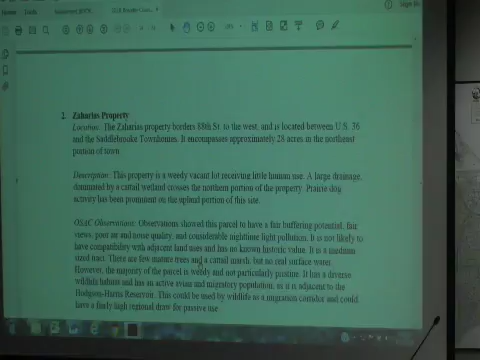 Sign In
2. Zaharias Property
Location: The Zaharias property borders 88th St. to the west, and is located between U.S. 36
and the Saddlebrooke Townhomes. It encompasses approximately 28 acres in the northeast
portion of town.
Description: This property is a weedy vacant lot receiving little human use. A large drainage,
dominated by a cattail wetland crosses the northern portion of the property. Prairie dog
activity has been prominent on the upland portion of this site.
OSAC Observations: Observations showed this parcel to have a fair buffering potential, fair
views, poor air and noise quality, and considerable nighttime light pollution. It is not likely to
have compatibility with adjacent land uses and has no known historic value. It is a medium
sized tract. There are few mature trees and a cattail marsh, but no real surface water.
However, the majority of the parcel is weedy and not particularly pristine. It has a diverse
wildlife habitat and has an active avian and migratory population, as it is adjacent to the
Hodgson-Harris Reservoir. This could be used by wildlife as a migration corridor and could
have a fairly high regional draw for passive use